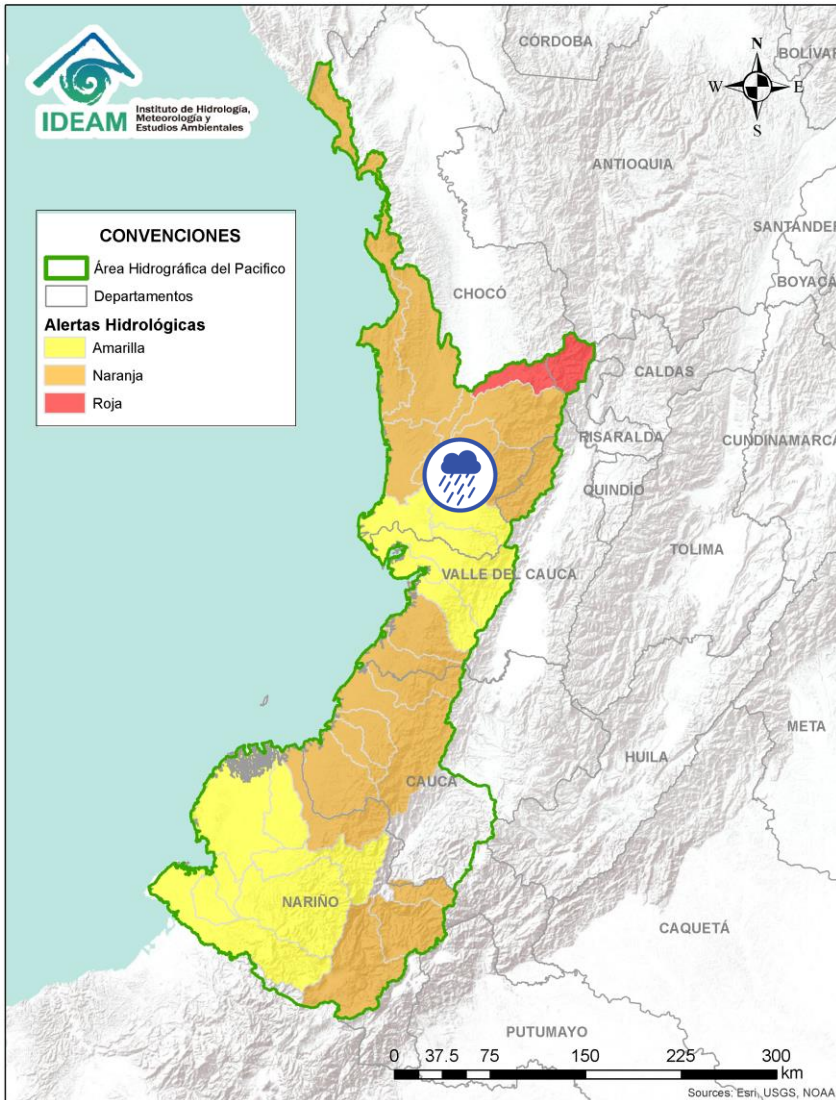 IDEAM
Instituto de Hidrología,
Meteorología y
Estudios Ambientales
CÓRDOBA
BOLÍVAR
N
W
E
S
ANTIOQUIA
SANTANDER
BOYACÁ
CONVENCIONES
Área Hidrográfica del Pacifico
Departamentos
Alertas Hidrológicas
Amarilla
Naranja
Roja
CHOCÓ
CALDAS
RISARALDA
CUNDINAMARCA
QUINDÍO
TOLIMA
VALLE DEL CAUCA
META
HUILA
CAUCA
NARIÑO
CAQUETÁ
PUTUMAYO
0 37.5 75 150 225 300
km
Sources: Esri, USGS, NOAA